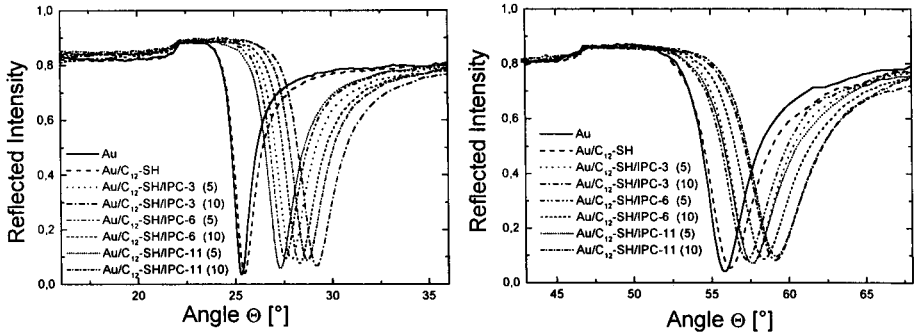 Reflected Intensity
1,0
0,8
0,6
0,4
0,2
0,0
Au
Au/C12-SH
Au/C12-SH/IPC-3 (5)
Au/C12-SH/IPC-3 (10)
Au/C12-SH/IPC-6 (5)
Au/C12-SH/IPC-6 (10)
Au/C12-SH/IPC-11 (5)
Au/C12-SH/IPC-11 (10)
20 25 30 35
Angle Θ [°]
Reflected Intensity
1,0
0,8
0,6
0,4
0,2
0,0
Au
Au/C12-SH
Au/C12-SH/IPC-3 (5)
Au/C12-SH/IPC-3 (10)
Au/C12-SH/IPC-6 (5)
Au/C12-SH/IPC-6 (10)
Au/C12-SH/IPC-11 (5)
Au/C12-SH/IPC-11 (10)
45 50 55 60 65
Angle Θ [°]